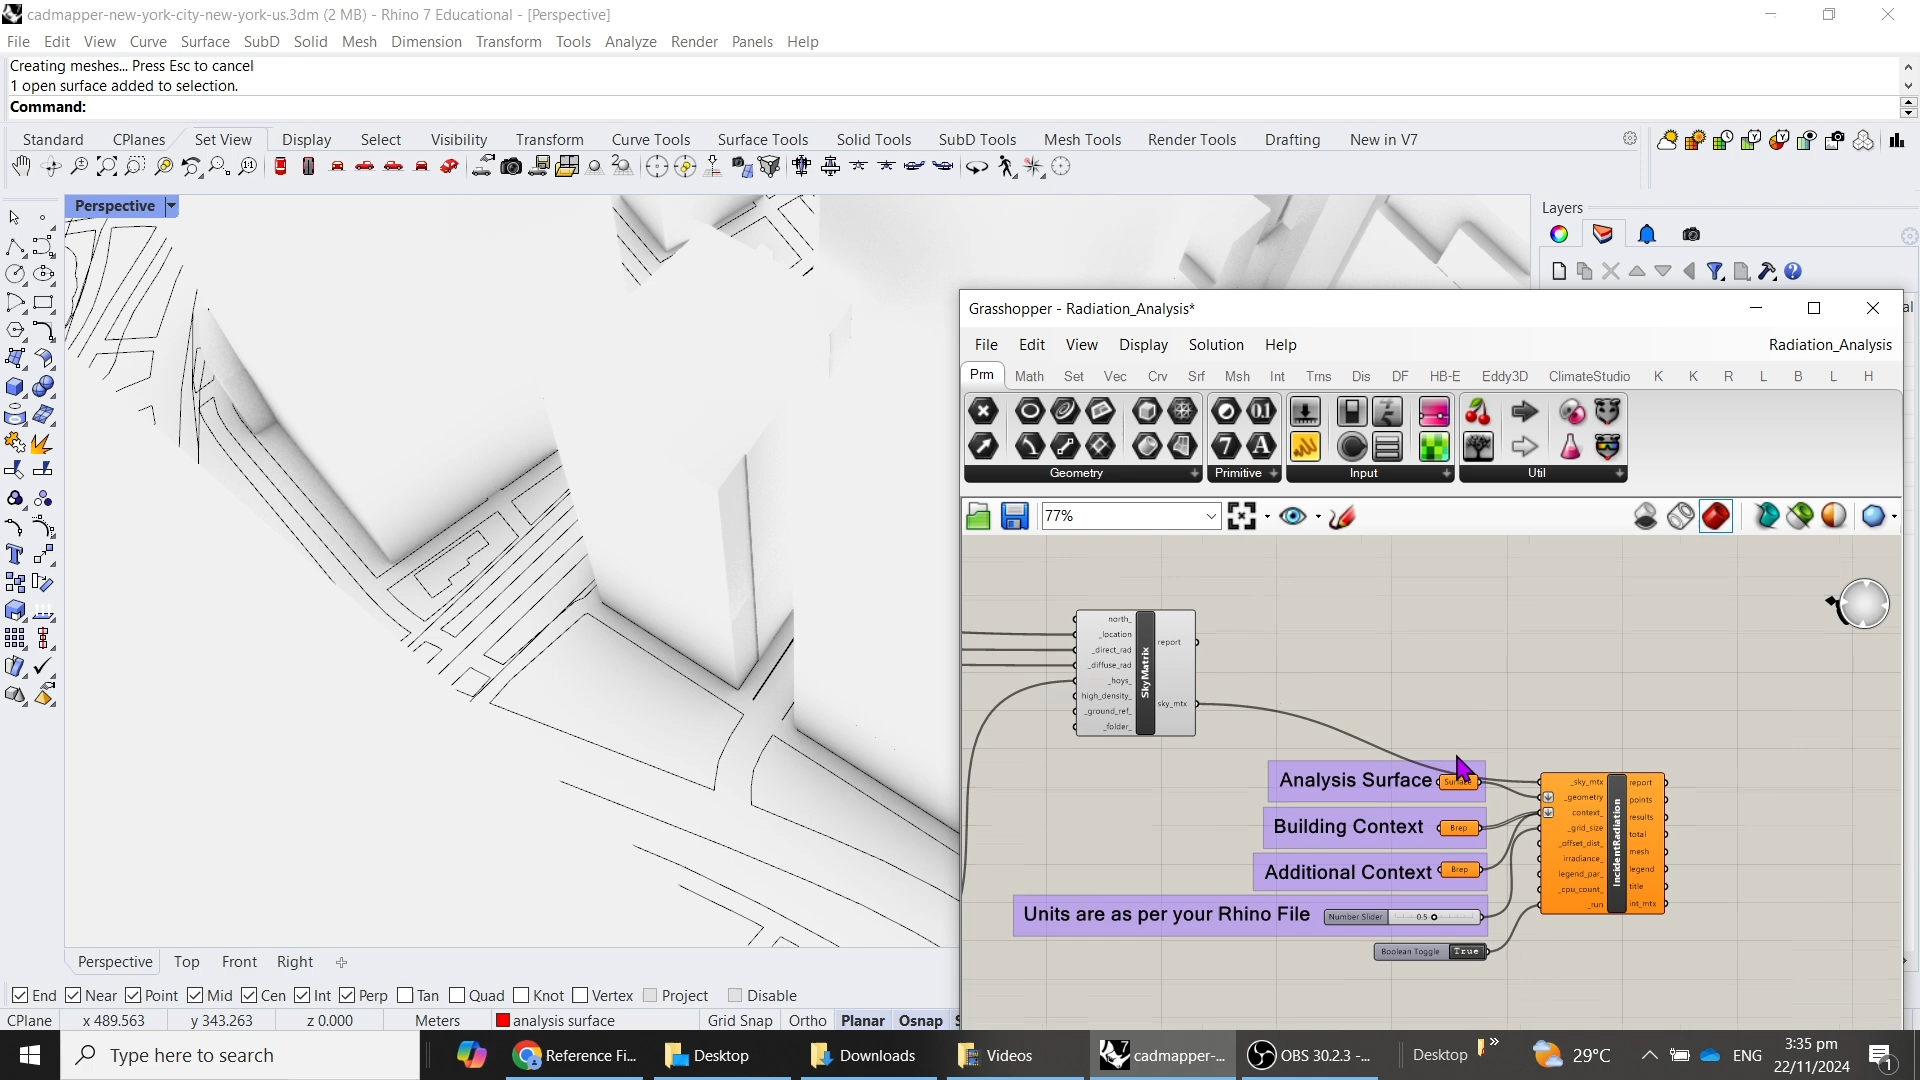 cadmapper-new-york-city-new-york-us.3dm (2 MB) - Rhino 7 Educational - [Perspective]
File Edit View Curve Surface SubD Solid Mesh Dimension Transform Tools Analyze Render Panels Help
Creating meshes... Press Esc to cancel
1 open surface added to selection.
Command:
Standard CPlanes Set View Display Select Visibility Transform Curve Tools Surface Tools Solid Tools SubD Tools Mesh Tools Render Tools Drafting New in V7
Perspective
Layers
Grasshopper - Radiation_Analysis*
File Edit View Display Solution Help
Radiation_Analysis
Prm Math Set Vec Crv Srf Msh Int Trns Dis DF HB-E Eddy3D ClimateStudio K K R L B L H
Geometry Primitive Input Util
77%
north_
_location
_direct_rad
_diffuse_rad
_hoys_
high_density_
_ground_ref_
_folder_
SkyMatrix
report
sky_mtx
Analysis Surface
Building Context Brep
Additional Context Brep
Units are as per your Rhino File Number Slider 0.5
Boolean Toggle True
_sky_mtx
_geometry
context_
_grid_size
_offset_dist_
irradiance_
legend_par_
_cpu_count_
_run
IncidentRadiation
report
points
results
total
mesh
legend
title
int_mtx
Perspective Top Front Right
End Near Point Mid Cen Int Perp Tan Quad Knot Vertex Project Disable
CPlane x 489.563 y 343.263 z 0.000 Meters analysis surface Grid Snap Ortho Planar Osnap
Type here to search
Reference Fi... Desktop Downloads Videos cadmapper-... OBS 30.2.3 -... Desktop 29°C ENG
3:35 pm
22/11/2024
1